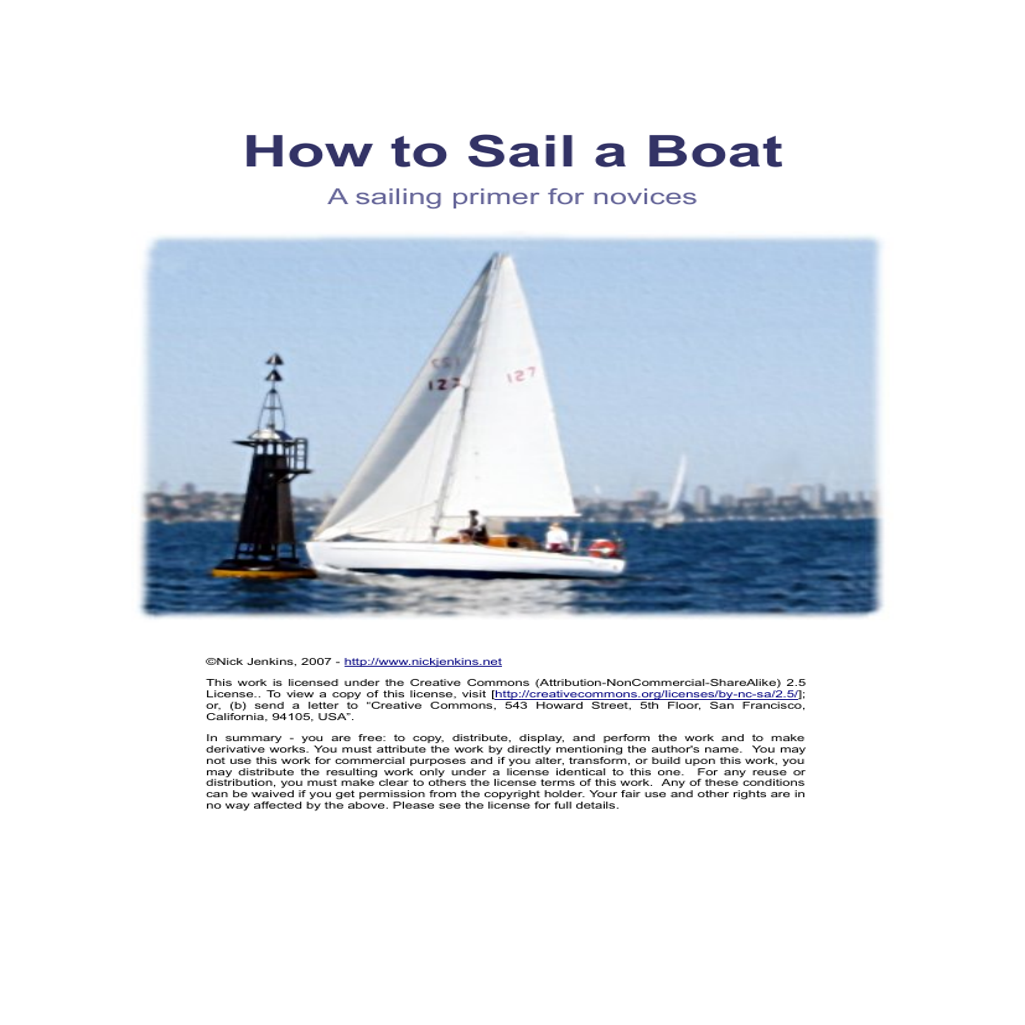 How to Sail a Boat
A sailing primer for novices
127
©Nick Jenkins, 2007 - http://www.nickjenkins.net
This work is licensed under the Creative Commons (Attribution-NonCommercial-ShareAlike) 2.5
License.. To view a copy of this license, visit [http://creativecommons.org/licenses/by-nc-sa/2.5/];
or, (b) send a letter to “Creative Commons, 543 Howard Street, 5th Floor, San Francisco,
California, 94105, USA”.
In summary - you are free: to copy, distribute, display, and perform the work and to make
derivative works. You must attribute the work by directly mentioning the author's name.  You may
not use this work for commercial purposes and if you alter, transform, or build upon this work, you
may distribute the resulting work only under a license identical to this one.  For any reuse or
distribution, you must make clear to others the license terms of this work.  Any of these conditions
can be waived if you get permission from the copyright holder. Your fair use and other rights are in
no way affected by the above. Please see the license for full details.